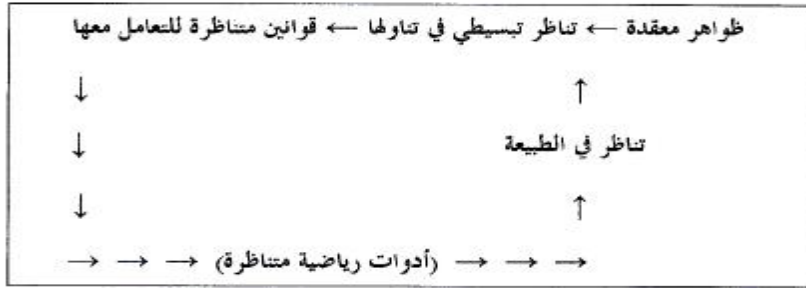 ظواهر معقدة ← تناظر تبسيطي في تناولها ← قوانين متناظرة للتعامل معها
↑ ↓
تناظر في الطبيعة ↓
↑ ↓
→ → → (أدوات رياضية متناظرة) → → →